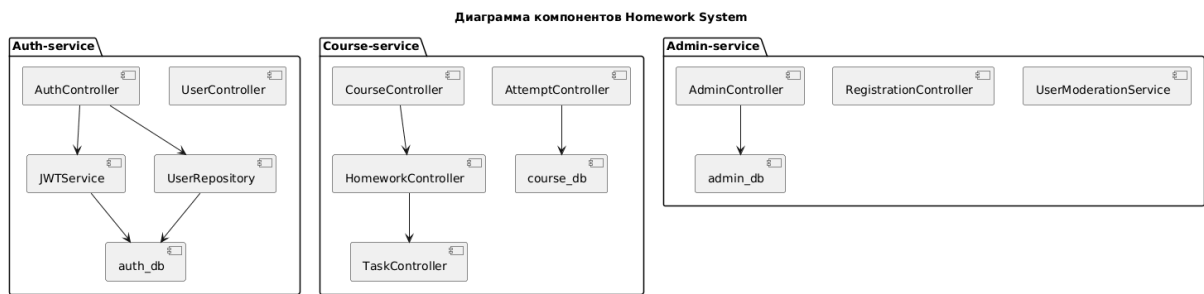 Диаграмма компонентов Homework System
Auth-service
AuthController
UserController
JWTService
UserRepository
auth_db
Course-service
CourseController
AttemptController
HomeworkController
course_db
TaskController
Admin-service
AdminController
RegistrationController
UserModerationService
admin_db